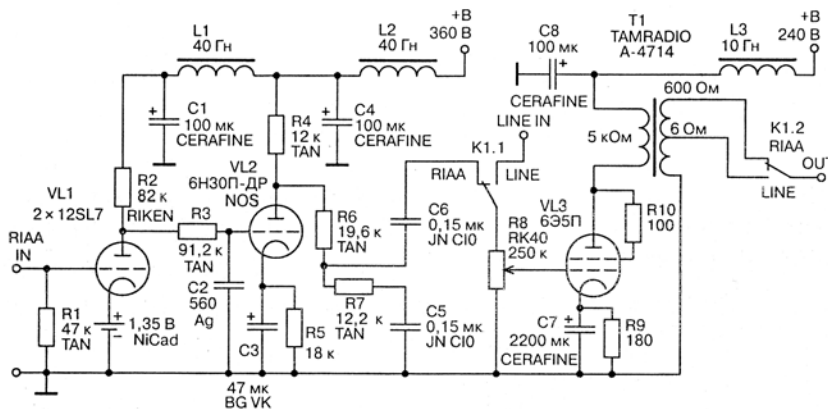 L1
40 Гн
L2
40 Гн
+В
360 В
C8
100 мк
+
CERAFINE
T1
TAMRADIO
A-4714
L3
10 Гн
+В
240 В
+
C1
100 мк
CERAFINE
R4
12 к
TAN
+
C4
100 мк
CERAFINE
LINE IN
600 Ом
6 Ом
5 кОм
K1.2
RIAA
OUT
LINE
VL1
2 × 12SL7
R2
82 к
RIKEN
VL2
6Н30П-ДР
NOS
K1.1
RIAA
LINE
R3
91,2 к
TAN
R6
19,6 к
TAN
C6
0,15 мк
JN CI0
R8
RK40
250 к
VL3
6Э5П
R10
100
RIAA
IN
R1
47 к
TAN
+
–
1,35 В
NiCad
C2
560
Ag
+
C3
47 мк
BG VK
R5
18 к
R7
12,2 к
TAN
C5
0,15 мк
JN CI0
C7
+
2200 мк
CERAFINE
R9
180